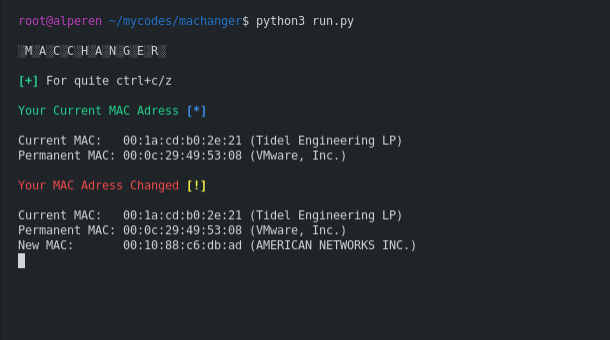 root@alperen ~/mycodes/machanger$ python3 run.py
░M░A░C░C░H░A░N░G░E░R░
[+] For quite ctrl+c/z
Your Current MAC Adress [*]
Current MAC:   00:1a:cd:b0:2e:21 (Tidel Engineering LP)
Permanent MAC: 00:0c:29:49:53:08 (VMware, Inc.)
Your MAC Adress Changed [!]
Current MAC:   00:1a:cd:b0:2e:21 (Tidel Engineering LP)
Permanent MAC: 00:0c:29:49:53:08 (VMware, Inc.)
New MAC:       00:10:88:c6:db:ad (AMERICAN NETWORKS INC.)